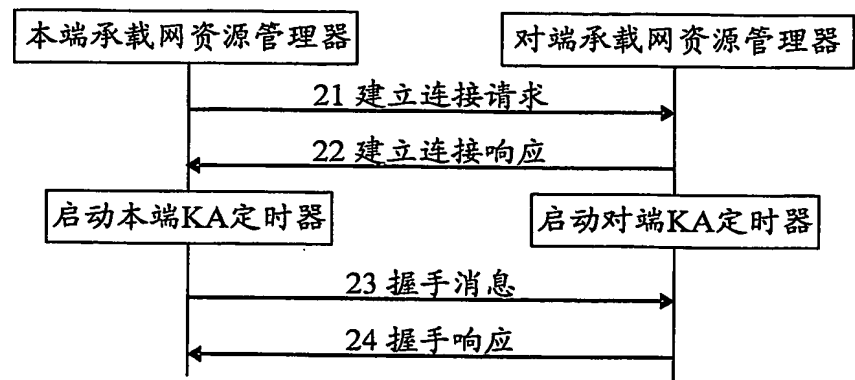 本端承载网资源管理器
对端承载网资源管理器
21 建立连接请求
22 建立连接响应
启动本端KA定时器
启动对端KA定时器
23 握手消息
24 握手响应